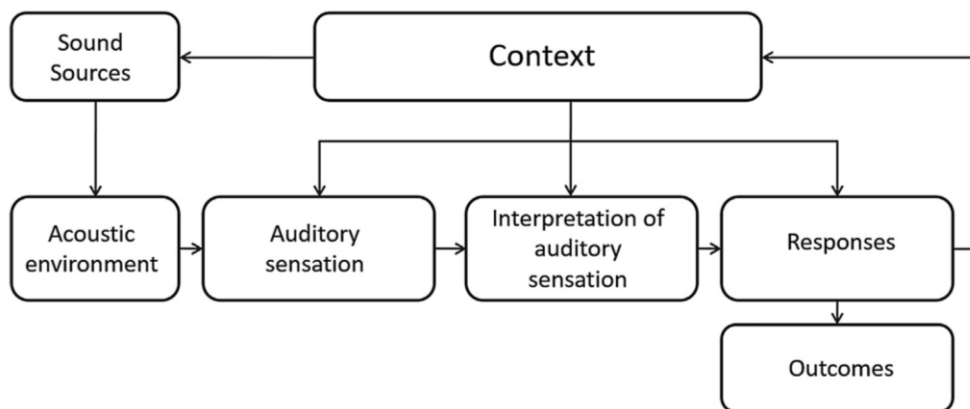 Sound
Sources
Context
Acoustic
environment
Auditory
sensation
Interpretation of
auditory
sensation
Responses
Outcomes